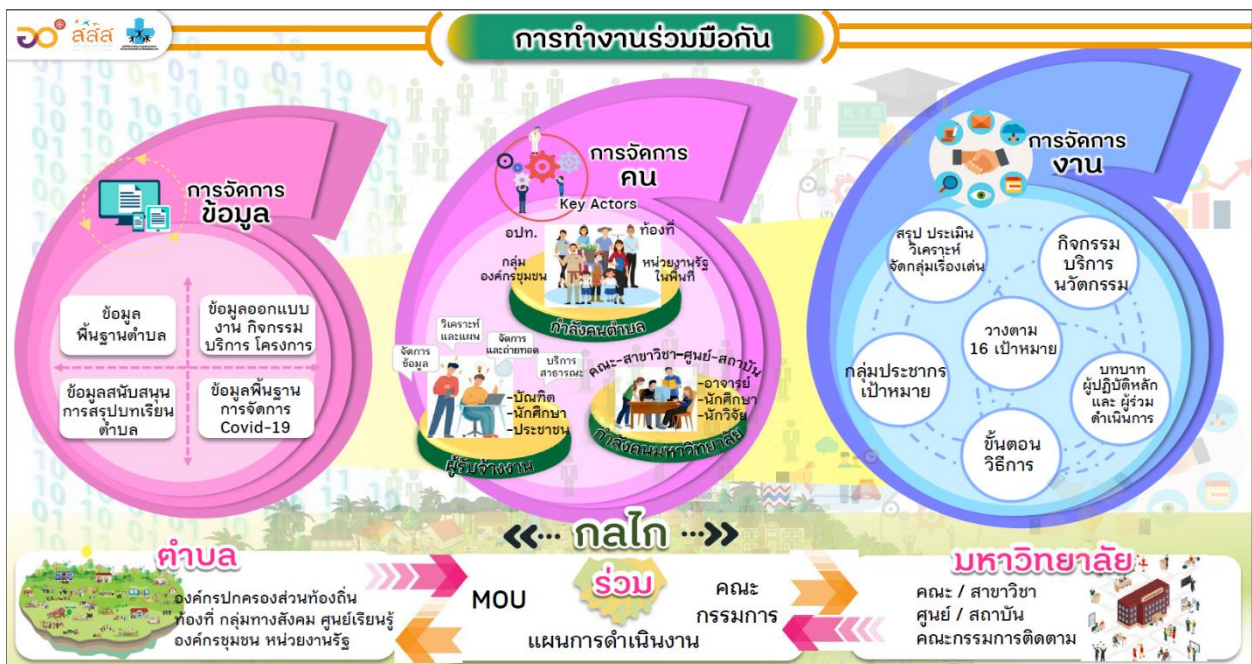 สสส
การทำงานร่วมมือกัน
การจัดการ
ข้อมูล
ข้อมูล
พื้นฐานตำบล
ข้อมูลออกแบบ
งาน กิจกรรม
บริการ โครงการ
ข้อมูลสนับสนุน
การสรุปบทเรียน
ตำบล
ข้อมูลพื้นฐาน
การจัดการ
Covid-19
การจัดการ
คน
Key Actors
อปท.
ท้องที่
กลุ่ม
องค์กรชุมชน
หน่วยงานรัฐ
ในพื้นที่
กำลังคนตำบล
วิเคราะห์
และแผน
จัดการ
และถ่ายทอด
จัดการ
ข้อมูล
บริการ
สาธารณะ
-บัณฑิต
-นักศึกษา
-ประชาชน
ผู้รับจ้างงาน
คณะ-สาขาวิชา-ศูนย์-สถาบัน
-อาจารย์
-นักศึกษา
-นักวิจัย
กำลังคนมหาวิทยาลัย
การจัดการ
งาน
สรุป ประเมิน
วิเคราะห์
จัดกลุ่มเรื่องเด่น
กิจกรรม
บริการ
นวัตกรรม
วางตาม
16 เป้าหมาย
กลุ่มประชากร
เป้าหมาย
บทบาท
ผู้ปฏิบัติหลัก
และ ผู้ร่วม
ดำเนินการ
ขั้นตอน
วิธีการ
กลไก
ตำบล
องค์กรปกครองส่วนท้องถิ่น
ท้องที่ กลุ่มทางสังคม ศูนย์เรียนรู้
องค์กรชุมชน หน่วยงานรัฐ
MOU
ร่วม
คณะ
กรรมการ
แผนการดำเนินงาน
มหาวิทยาลัย
คณะ / สาขาวิชา
ศูนย์ / สถาบัน
คณะกรรมการติดตาม